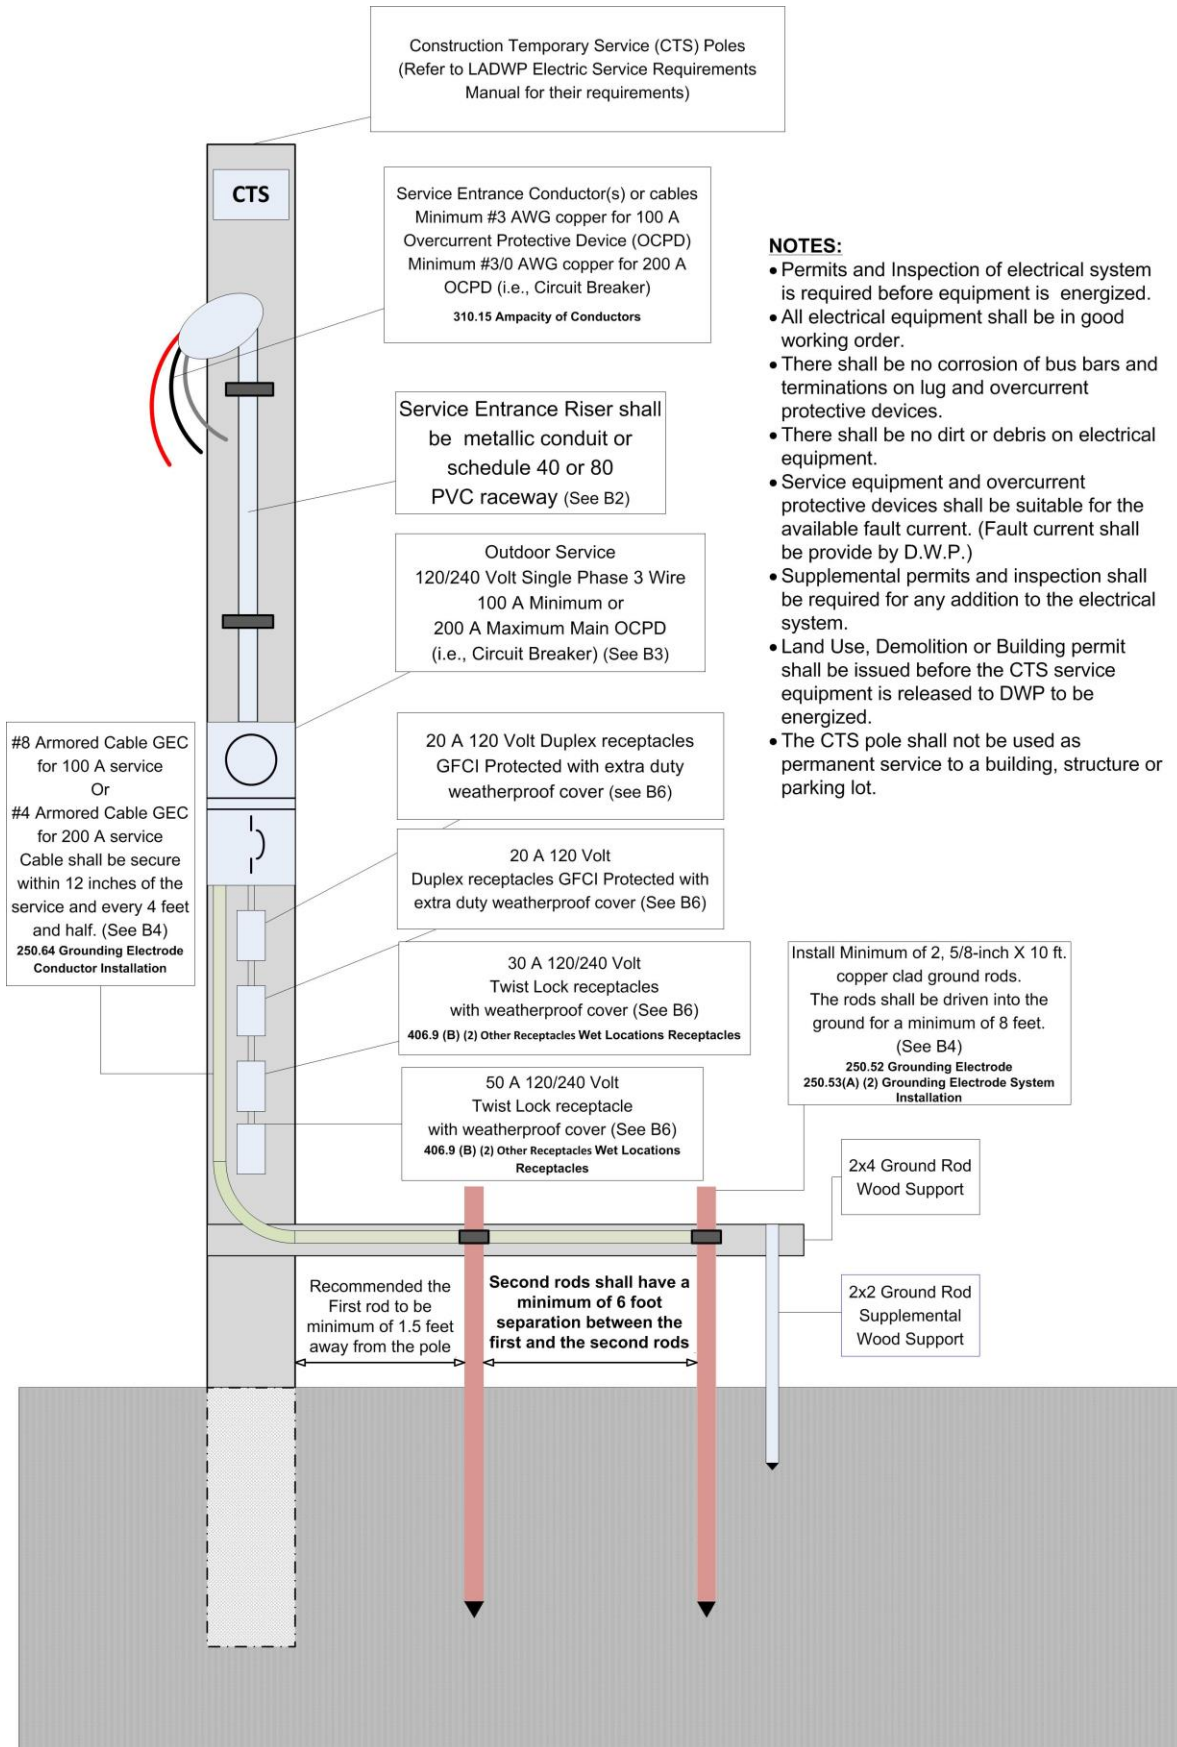 Construction Temporary Service (CTS) Poles
(Refer to LADWP Electric Service Requirements
Manual for their requirements)
CTS
Service Entrance Conductor(s) or cables
Minimum #3 AWG copper for 100 A
Overcurrent Protective Device (OCPD)
Minimum #3/0 AWG copper for 200 A
OCPD (i.e., Circuit Breaker)
310.15 Ampacity of Conductors
NOTES:
• Permits and Inspection of electrical system
is required before equipment is energized.
• All electrical equipment shall be in good
working order.
• There shall be no corrosion of bus bars and
terminations on lug and overcurrent
protective devices.
• There shall be no dirt or debris on electrical
equipment.
• Service equipment and overcurrent
protective devices shall be suitable for the
available fault current. (Fault current shall
be provide by D.W.P.)
• Supplemental permits and inspection shall
be required for any addition to the electrical
system.
• Land Use, Demolition or Building permit
shall be issued before the CTS service
equipment is released to DWP to be
energized.
• The CTS pole shall not be used as
permanent service to a building, structure or
parking lot.
Service Entrance Riser shall
be metallic conduit or
schedule 40 or 80
PVC raceway (See B2)
Outdoor Service
120/240 Volt Single Phase 3 Wire
100 A Minimum or
200 A Maximum Main OCPD
(i.e., Circuit Breaker) (See B3)
#8 Armored Cable GEC
for 100 A service
Or
#4 Armored Cable GEC
for 200 A service
Cable shall be secure
within 12 inches of the
service and every 4 feet
and half. (See B4)
250.64 Grounding Electrode
Conductor Installation
20 A 120 Volt Duplex receptacles
GFCI Protected with extra duty
weatherproof cover (see B6)
20 A 120 Volt
Duplex receptacles GFCI Protected with
extra duty weatherproof cover (See B6)
30 A 120/240 Volt
Twist Lock receptacles
with weatherproof cover (See B6)
406.9 (B) (2) Other Receptacles Wet Locations Receptacles
50 A 120/240 Volt
Twist Lock receptacle
with weatherproof cover (See B6)
406.9 (B) (2) Other Receptacles Wet Locations
Receptacles
Install Minimum of 2, 5/8-inch X 10 ft.
copper clad ground rods.
The rods shall be driven into the
ground for a minimum of 8 feet.
(See B4)
250.52 Grounding Electrode
250.53(A) (2) Grounding Electrode System
Installation
2x4 Ground Rod
Wood Support
2x2 Ground Rod
Supplemental
Wood Support
Recommended the
First rod to be
minimum of 1.5 feet
away from the pole
Second rods shall have a
minimum of 6 foot
separation between the
first and the second rods